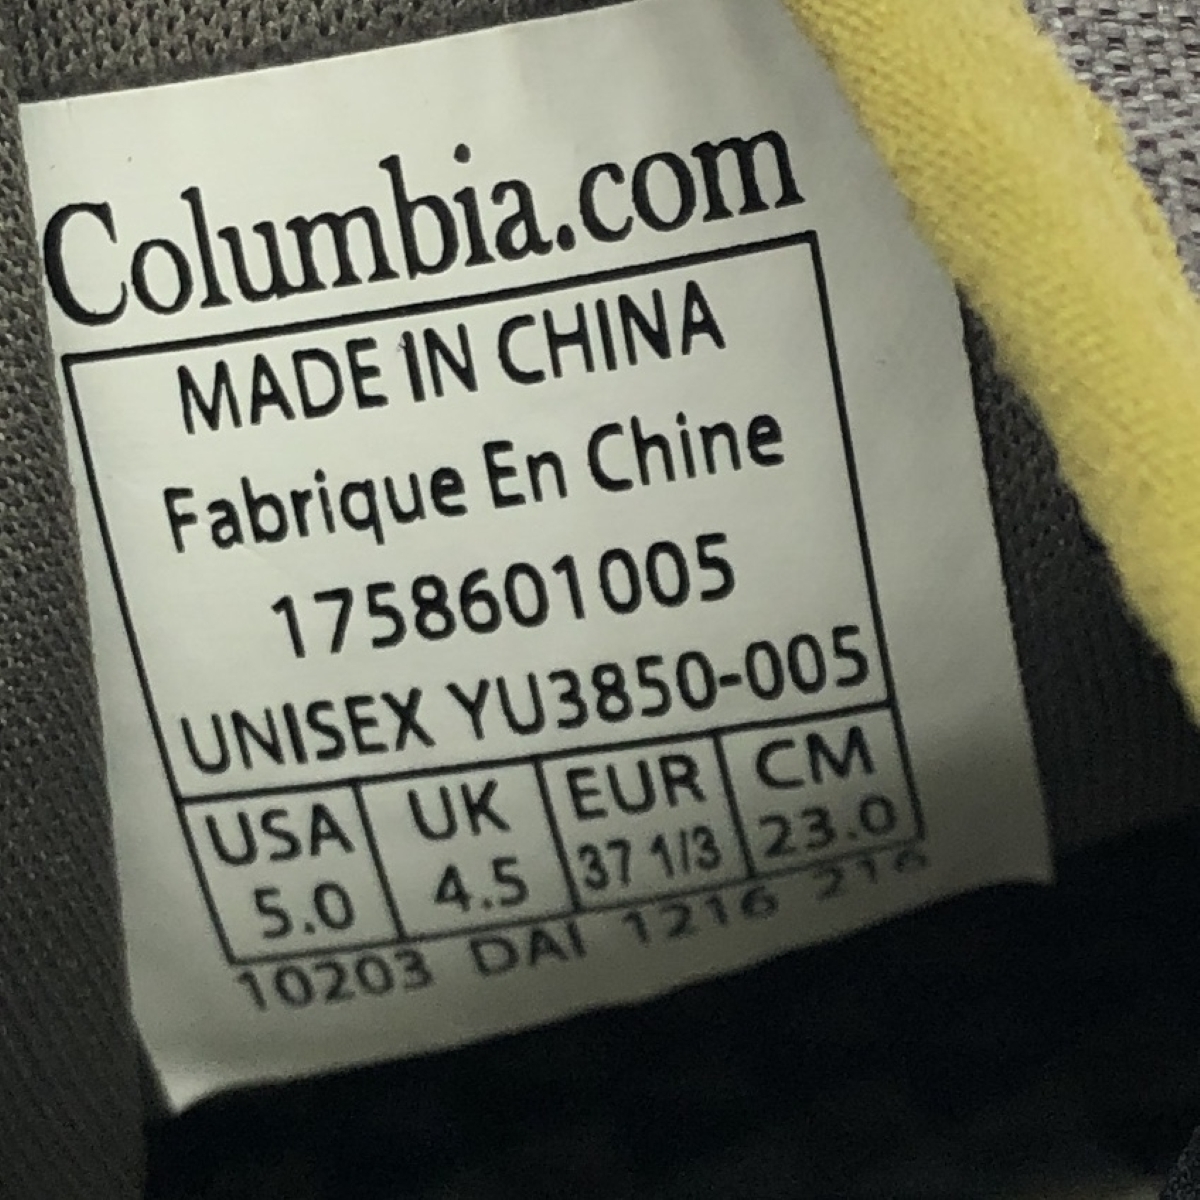 Columbia.com
MADE IN CHINA
Fabrique En Chine
1758601005
UNISEX YU3850-005
USA UK EUR CM
5.0 4.5 37 1/3 23.0
10203 DAI 1216 216